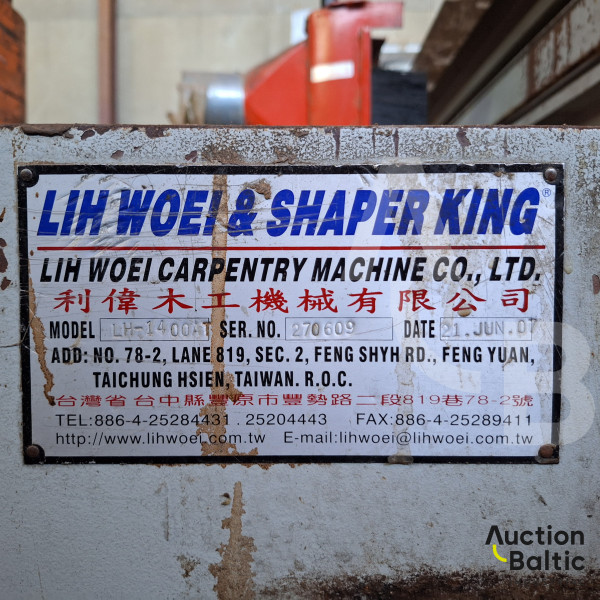 LIH WOEI & SHAPER KING®
LIH WOEI CARPENTRY MACHINE CO., LTD.
利偉木工機械有限公司
MODEL LH-1400AT SER. NO. 270609 DATE 21.JUN.07
ADD: NO. 78-2, LANE 819, SEC. 2, FENG SHYH RD., FENG YUAN,
TAICHUNG HSIEN, TAIWAN. R.O.C.
台灣省台中縣豐原市豐勢路二段819巷78-2號
TEL:886-4-25284431 . 25204443 FAX:886-4-25289411
http://www.lihwoei.com.tw E-mail:lihwoei@lihwoei.com.tw
Auction
Baltic